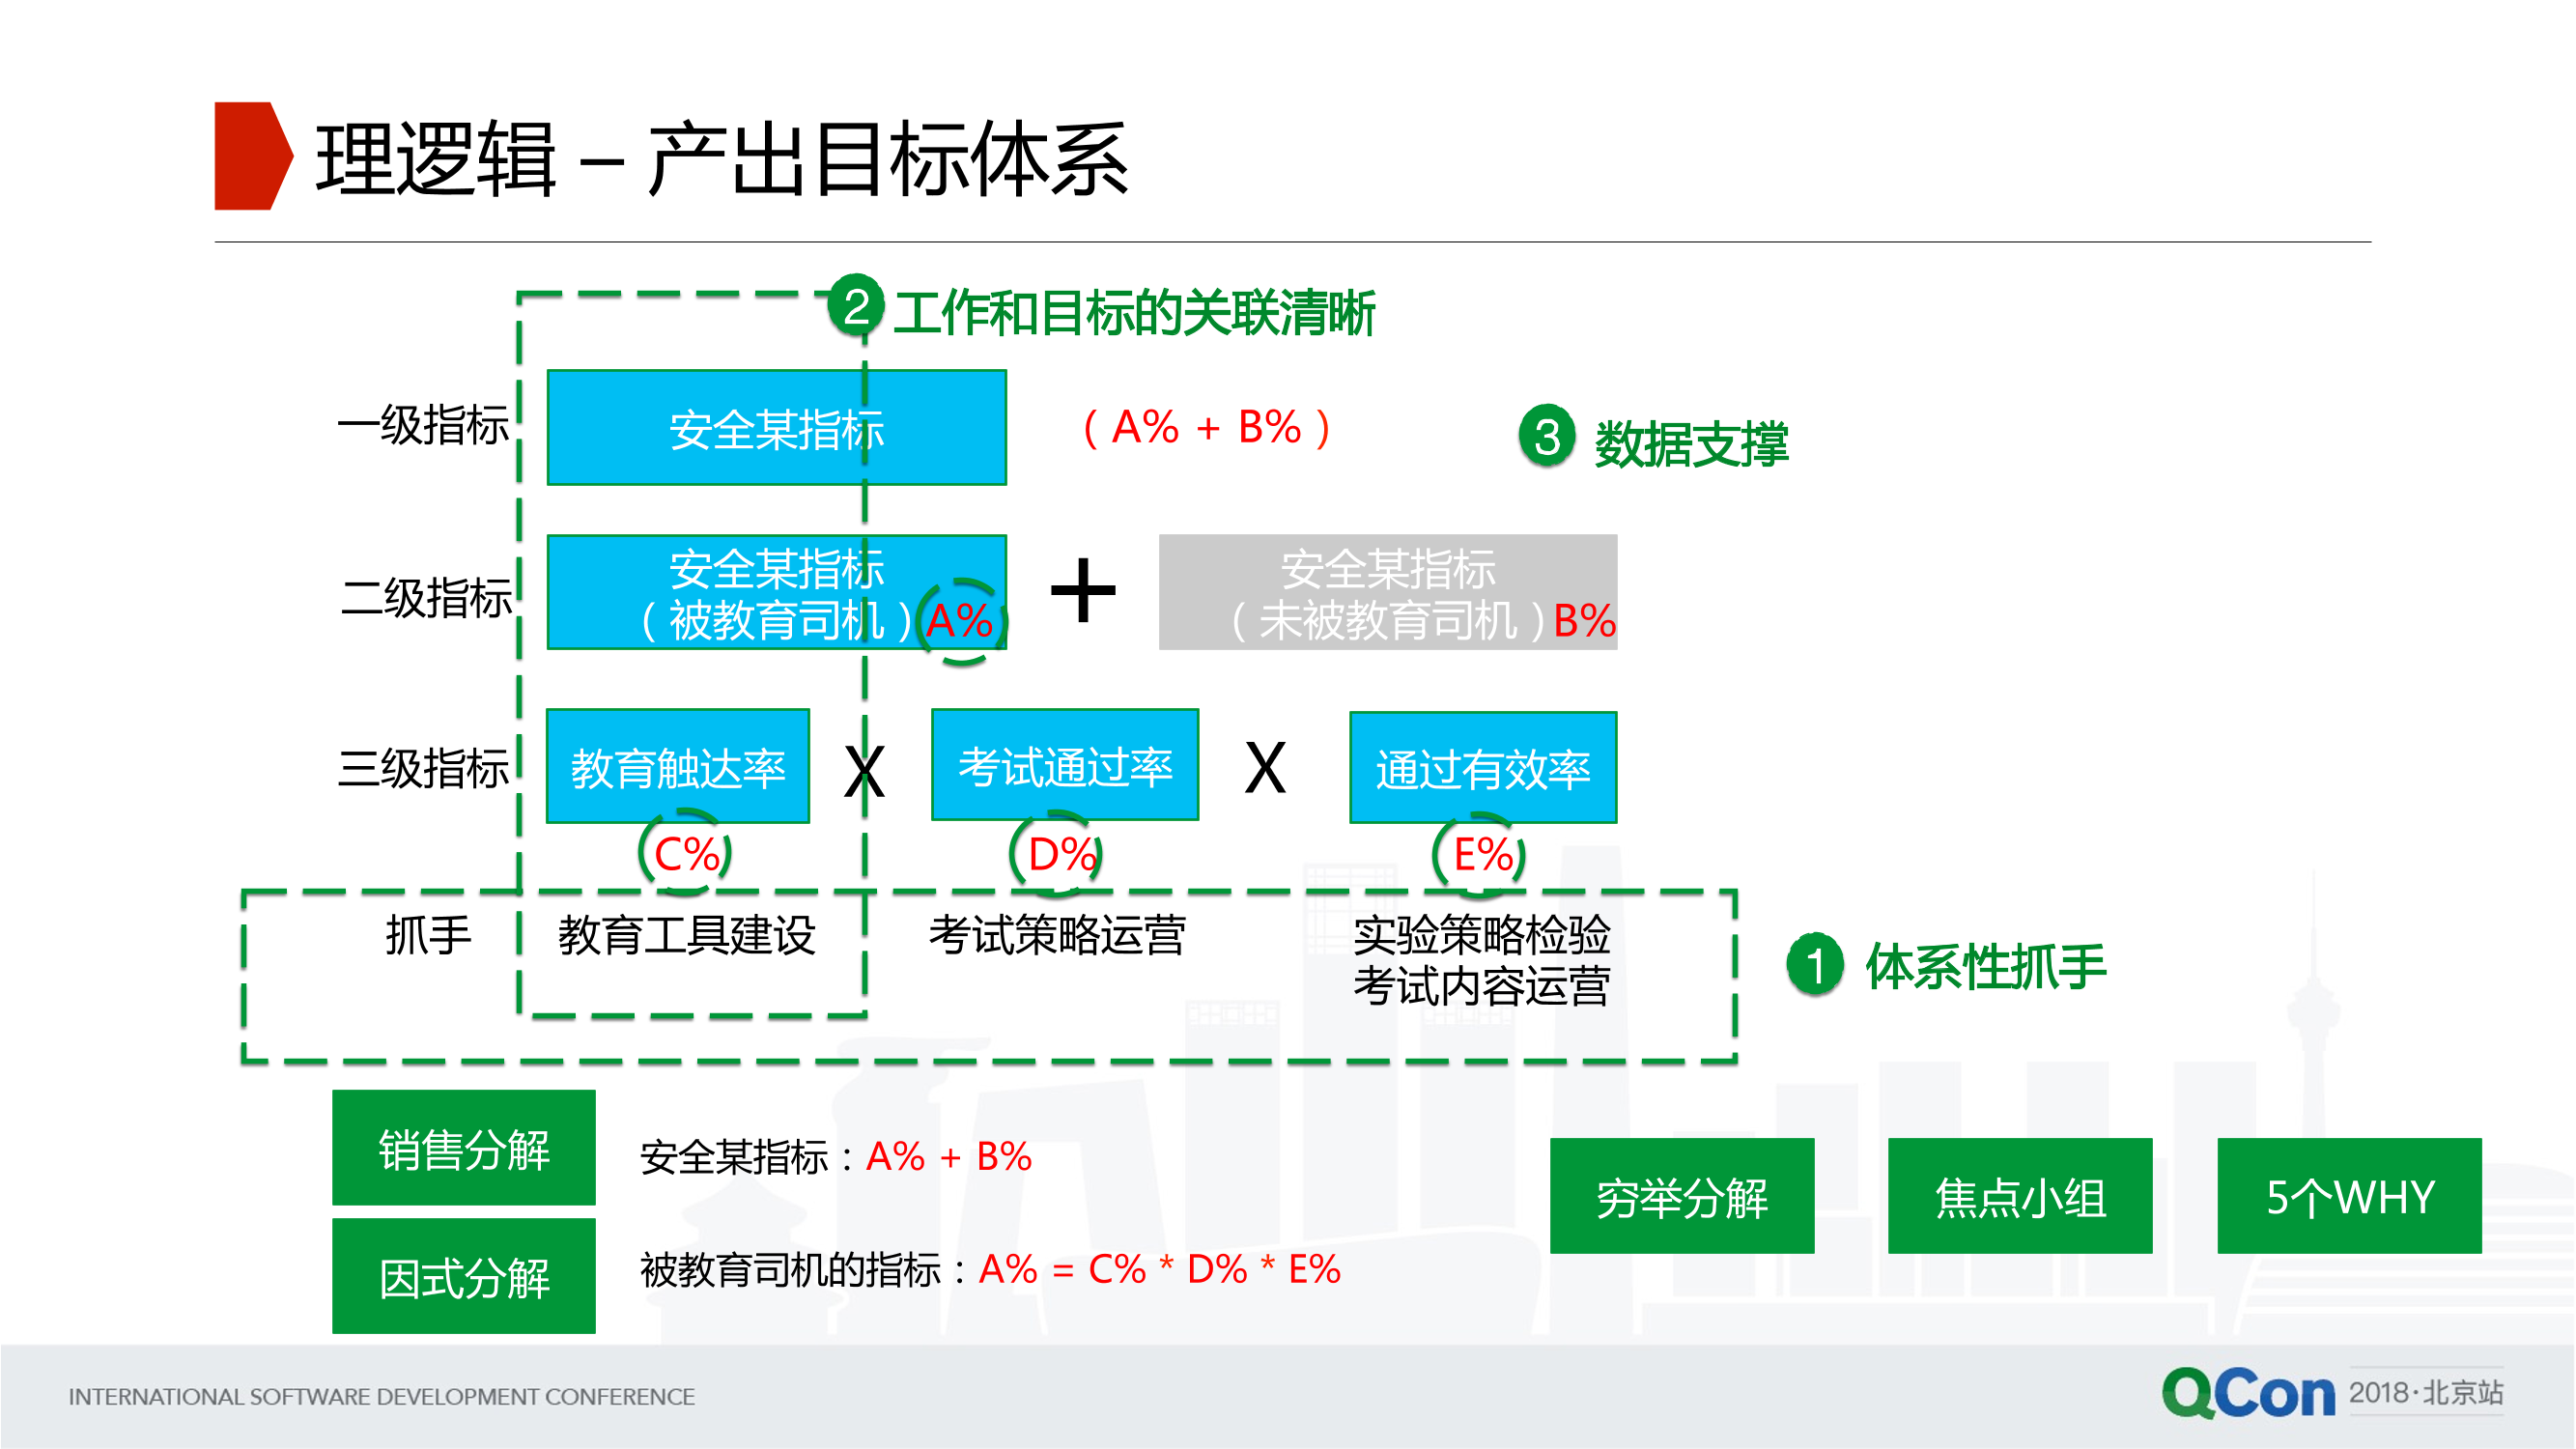 理逻辑 – 产出目标体系
2 工作和目标的关联清晰
一级指标
安全某指标
（A% + B%）
3 数据支撑
二级指标
安全某指标
（被教育司机）A%
+
安全某指标
（未被教育司机）B%
三级指标
教育触达率
X
考试通过率
X
通过有效率
C%
D%
E%
抓手
教育工具建设
考试策略运营
实验策略检验
考试内容运营
1 体系性抓手
销售分解
安全某指标：A% + B%
因式分解
被教育司机的指标：A% = C% * D% * E%
穷举分解
焦点小组
5个WHY
INTERNATIONAL SOFTWARE DEVELOPMENT CONFERENCE
QCon 2018·北京站